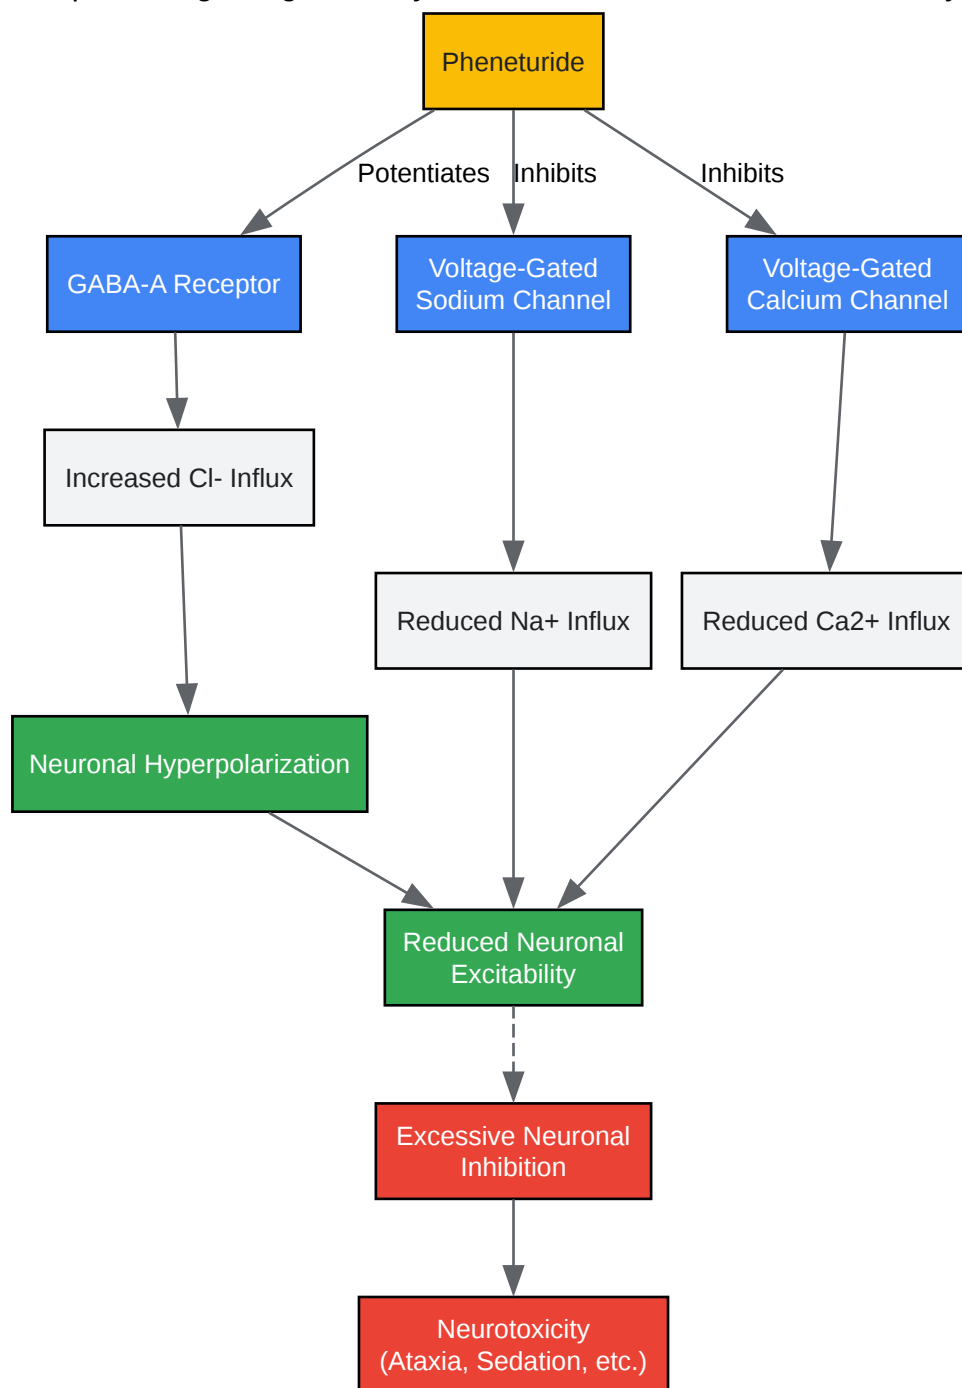 Pheneturide
Potentiates
Inhibits
Inhibits
GABA-A Receptor
Voltage-Gated
Sodium Channel
Voltage-Gated
Calcium Channel
Increased Cl- Influx
Reduced Na+ Influx
Reduced Ca2+ Influx
Neuronal Hyperpolarization
Reduced Neuronal
Excitability
Excessive Neuronal
Inhibition
Neurotoxicity
(Ataxia, Sedation, etc.)